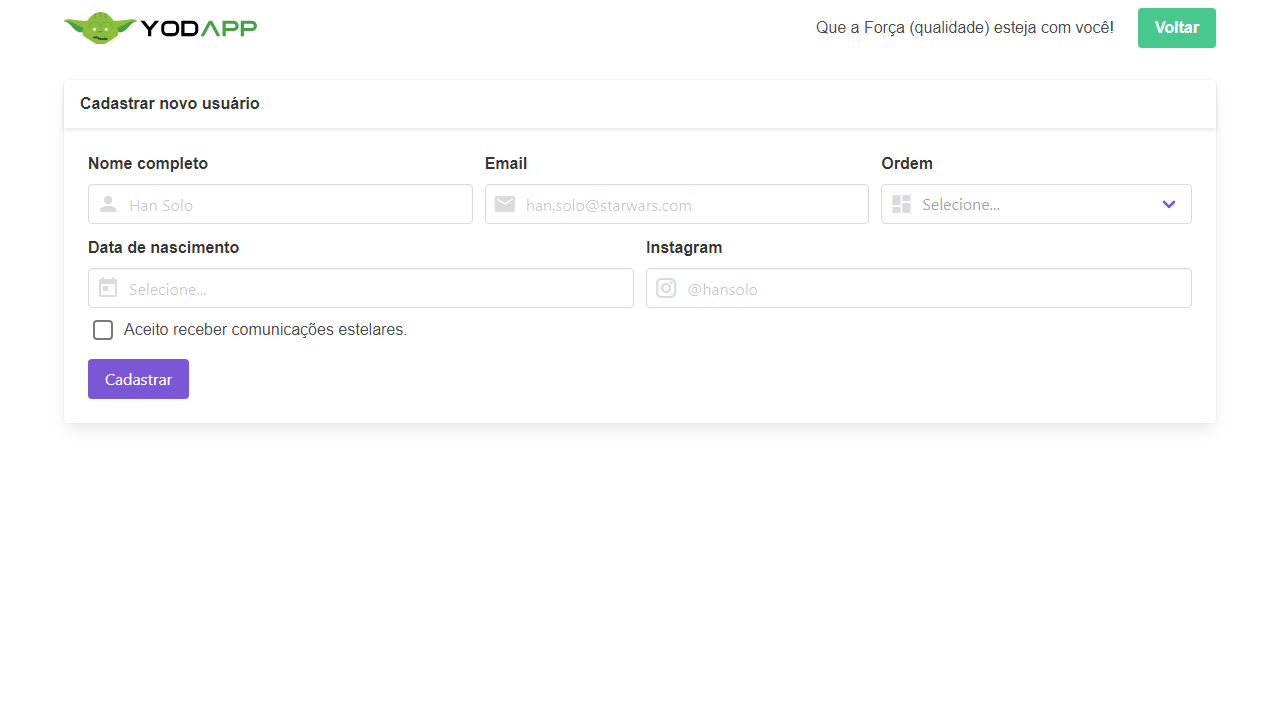 YODAPP
Que a Força (qualidade) esteja com você!
Voltar
Cadastrar novo usuário
Nome completo
Email
Ordem
Han Solo
han.solo@starwars.com
Selecione...
Data de nascimento
Instagram
Selecione...
@hansolo
Aceito receber comunicações estelares.
Cadastrar